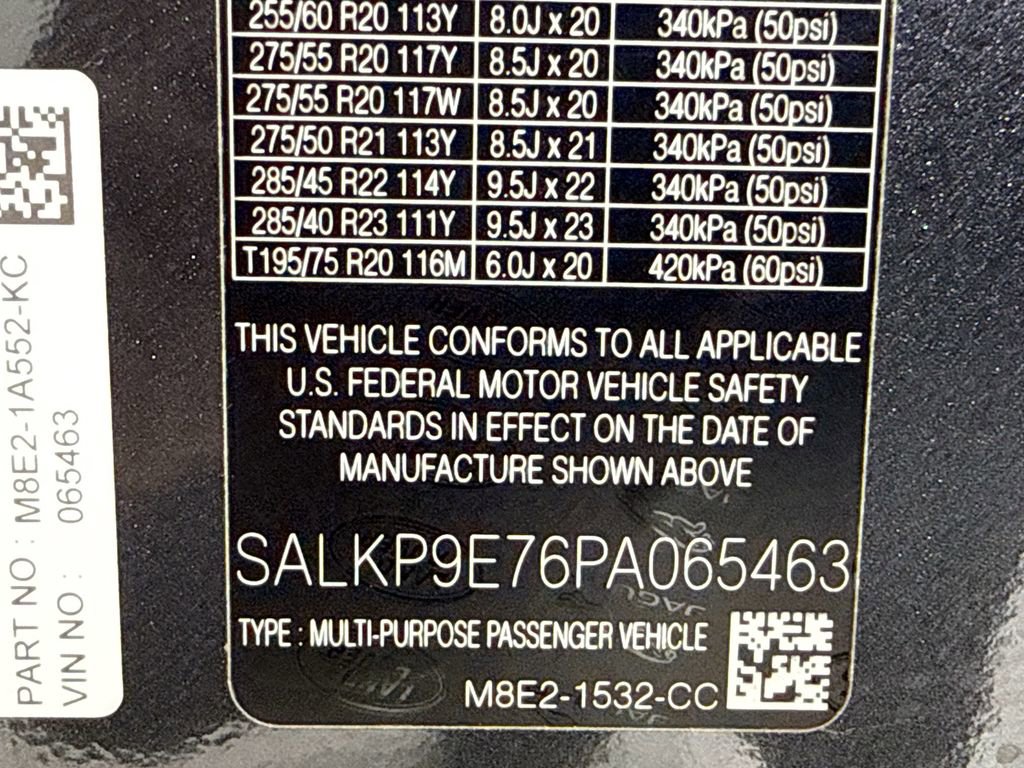 255/60 R20 113Y 8.0J x 20 340kPa (50psi)
275/55 R20 117Y 8.5J x 20 340kPa (50psi)
275/55 R20 117W 8.5J x 20 340kPa (50psi)
275/50 R21 113Y 8.5J x 21 340kPa (50psi)
285/45 R22 114Y 9.5J x 22 340kPa (50psi)
285/40 R23 111Y 9.5J x 23 340kPa (50psi)
T195/75 R20 116M 6.0J x 20 420kPa (60psi)
THIS VEHICLE CONFORMS TO ALL APPLICABLE
U.S. FEDERAL MOTOR VEHICLE SAFETY
STANDARDS IN EFFECT ON THE DATE OF
MANUFACTURE SHOWN ABOVE
SALKP9E76PA065463
TYPE : MULTI-PURPOSE PASSENGER VEHICLE
M8E2-1532-CC
PART NO : M8E2-1A552-KC
VIN NO : 065463